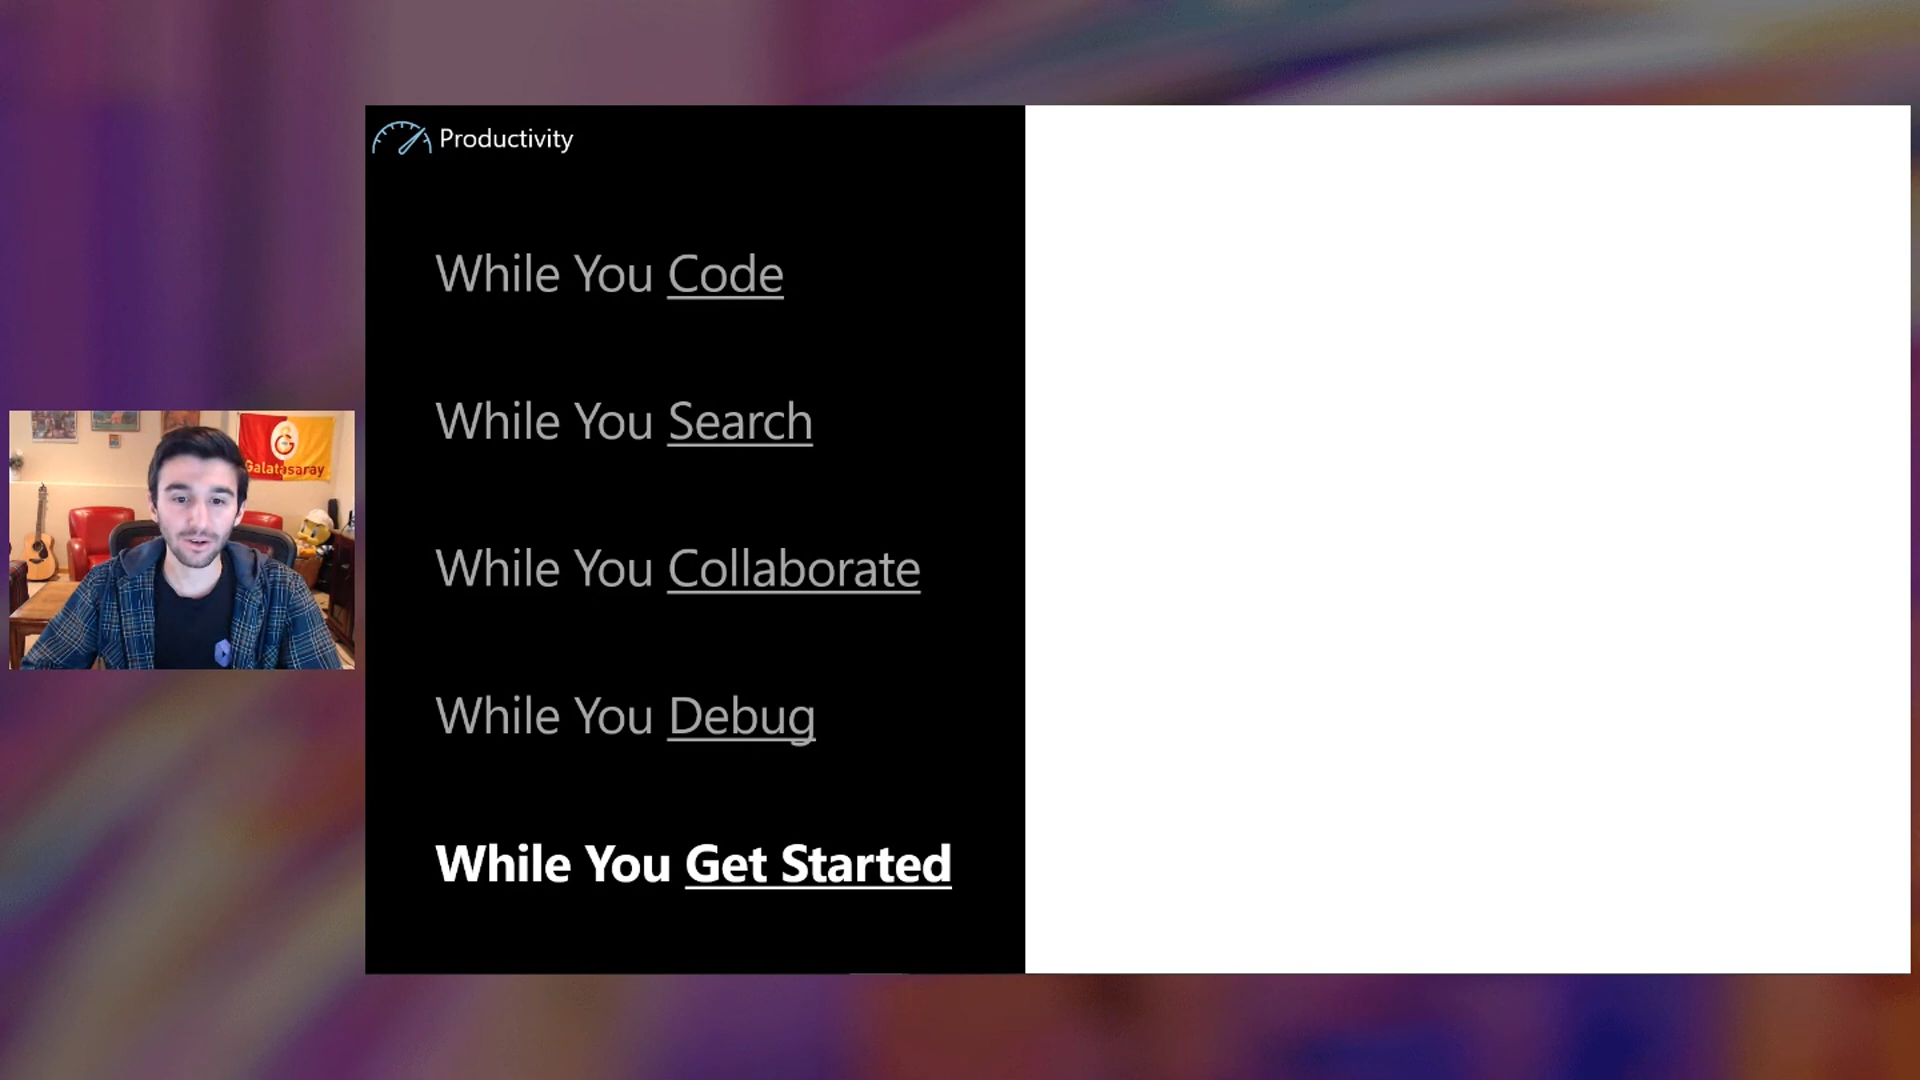 Productivity
While You Code
While You Search
While You Collaborate
While You Debug
While You Get Started
Galatasaray